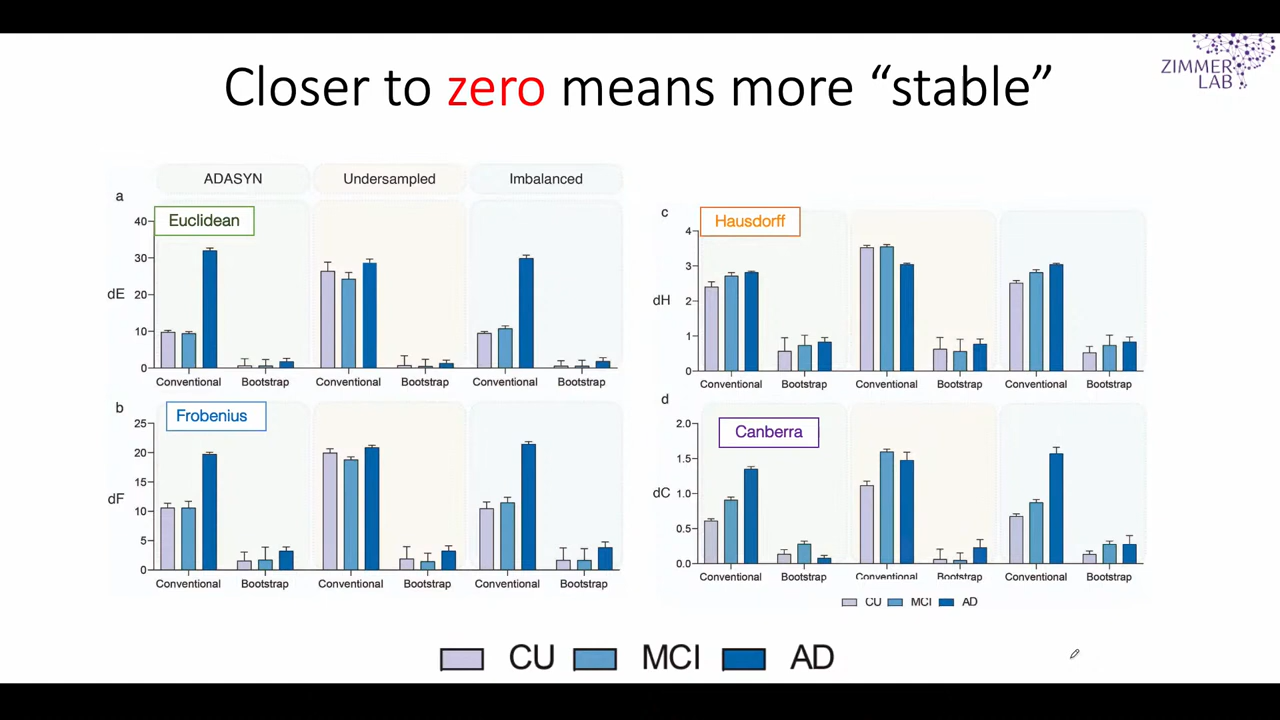 ZIMMER
LAB
Closer to zero means more “stable”
ADASYN Undersampled Imbalanced
a
Euclidean
40
30
20
10
0
dE
Conventional Bootstrap Conventional Bootstrap Conventional Bootstrap
b
Frobenius
25
20
15
10
5
0
dF
Conventional Bootstrap Conventional Bootstrap Conventional Bootstrap
c
Hausdorff
4
3
2
1
0
dH
Conventional Bootstrap Conventional Bootstrap Conventional Bootstrap
d
Canberra
2.0
1.5
1.0
0.5
0.0
dC
Conventional Bootstrap Conventional Bootstrap Conventional Bootstrap
CU MCI AD
CU MCI AD